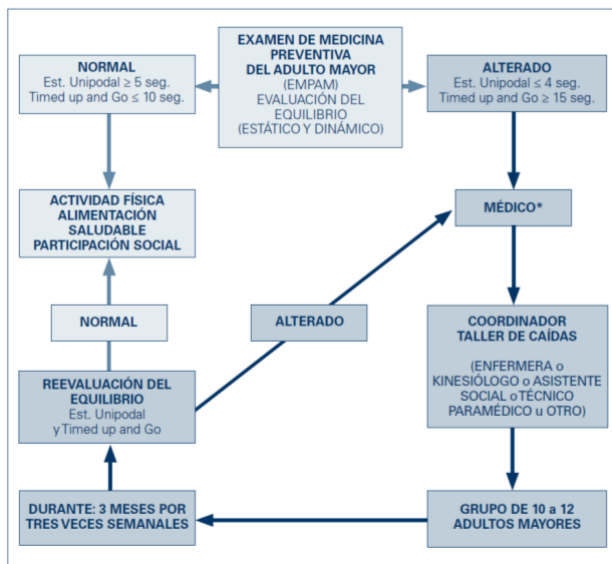 EXAMEN DE MEDICINA
PREVENTIVA
DEL ADULTO MAYOR
(EMPAM)
EVALUACIÓN DEL
EQUILIBRIO
(ESTÁTICO Y DINÁMICO)
NORMAL
Est. Unipodal ≥ 5 seg.
Timed up and Go ≤ 10 seg.
ALTERADO
Est. Unipodal ≤ 4 seg.
Timed up and Go ≥ 15 seg.
ACTIVIDAD FÍSICA
ALIMENTACIÓN
SALUDABLE
PARTICIPACIÓN SOCIAL
MÉDICO*
NORMAL
ALTERADO
COORDINADOR
TALLER DE CAÍDAS
(ENFERMERA o
KINESIÓLOGO o ASISTENTE
SOCIAL o TÉCNICO
PARAMÉDICO u OTRO)
REEVALUACIÓN DEL
EQUILIBRIO
Est. Unipodal
y Timed up and Go
DURANTE: 3 MESES POR
TRES VECES SEMANALES
GRUPO DE 10 a 12
ADULTOS MAYORES